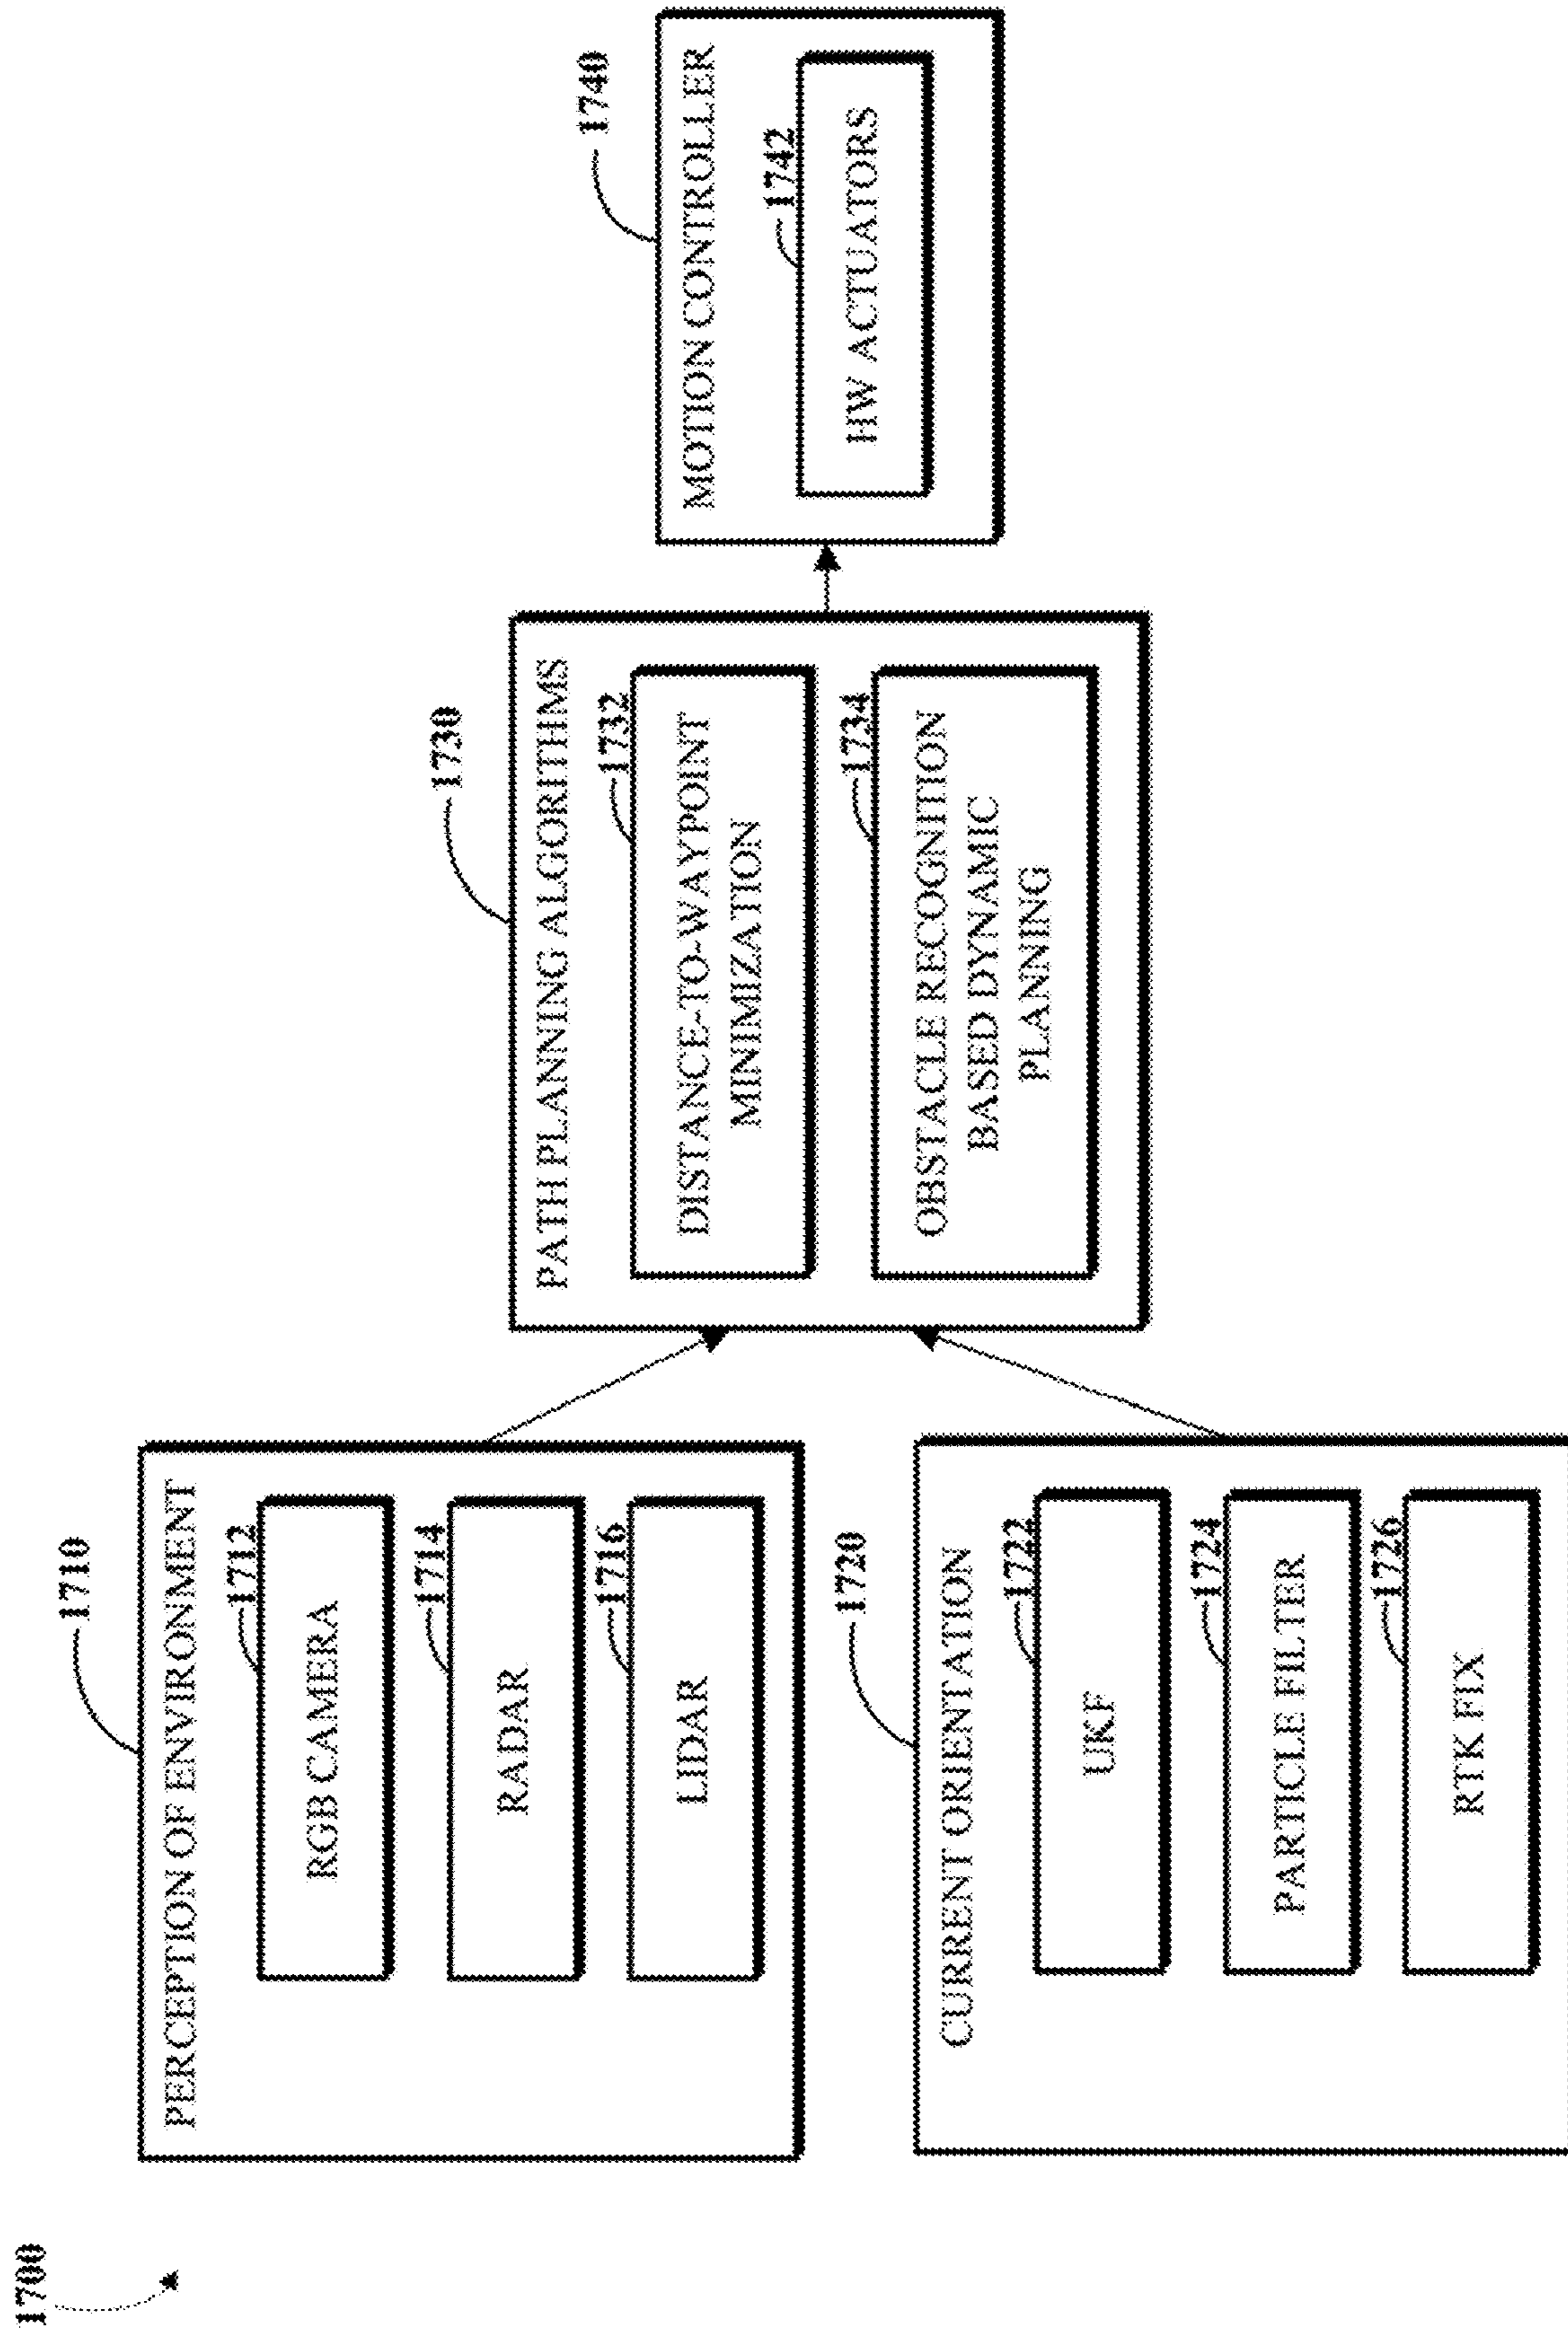 1700
1710
PERCEPTION OF ENVIRONMENT
1712
RGB CAMERA
1714
RADAR
1716
LIDAR
1720
CURRENT ORIENTATION
1722
UKF
1724
PARTICLE FILTER
1726
RTK FIX
1730
PATH PLANNING ALGORITHMS
1732
DISTANCE-TO-WAYPOINT
MINIMIZATION
1734
OBSTACLE RECOGNITION
BASED DYNAMIC
PLANNING
1740
MOTION CONTROLLER
1742
HW ACTUATORS